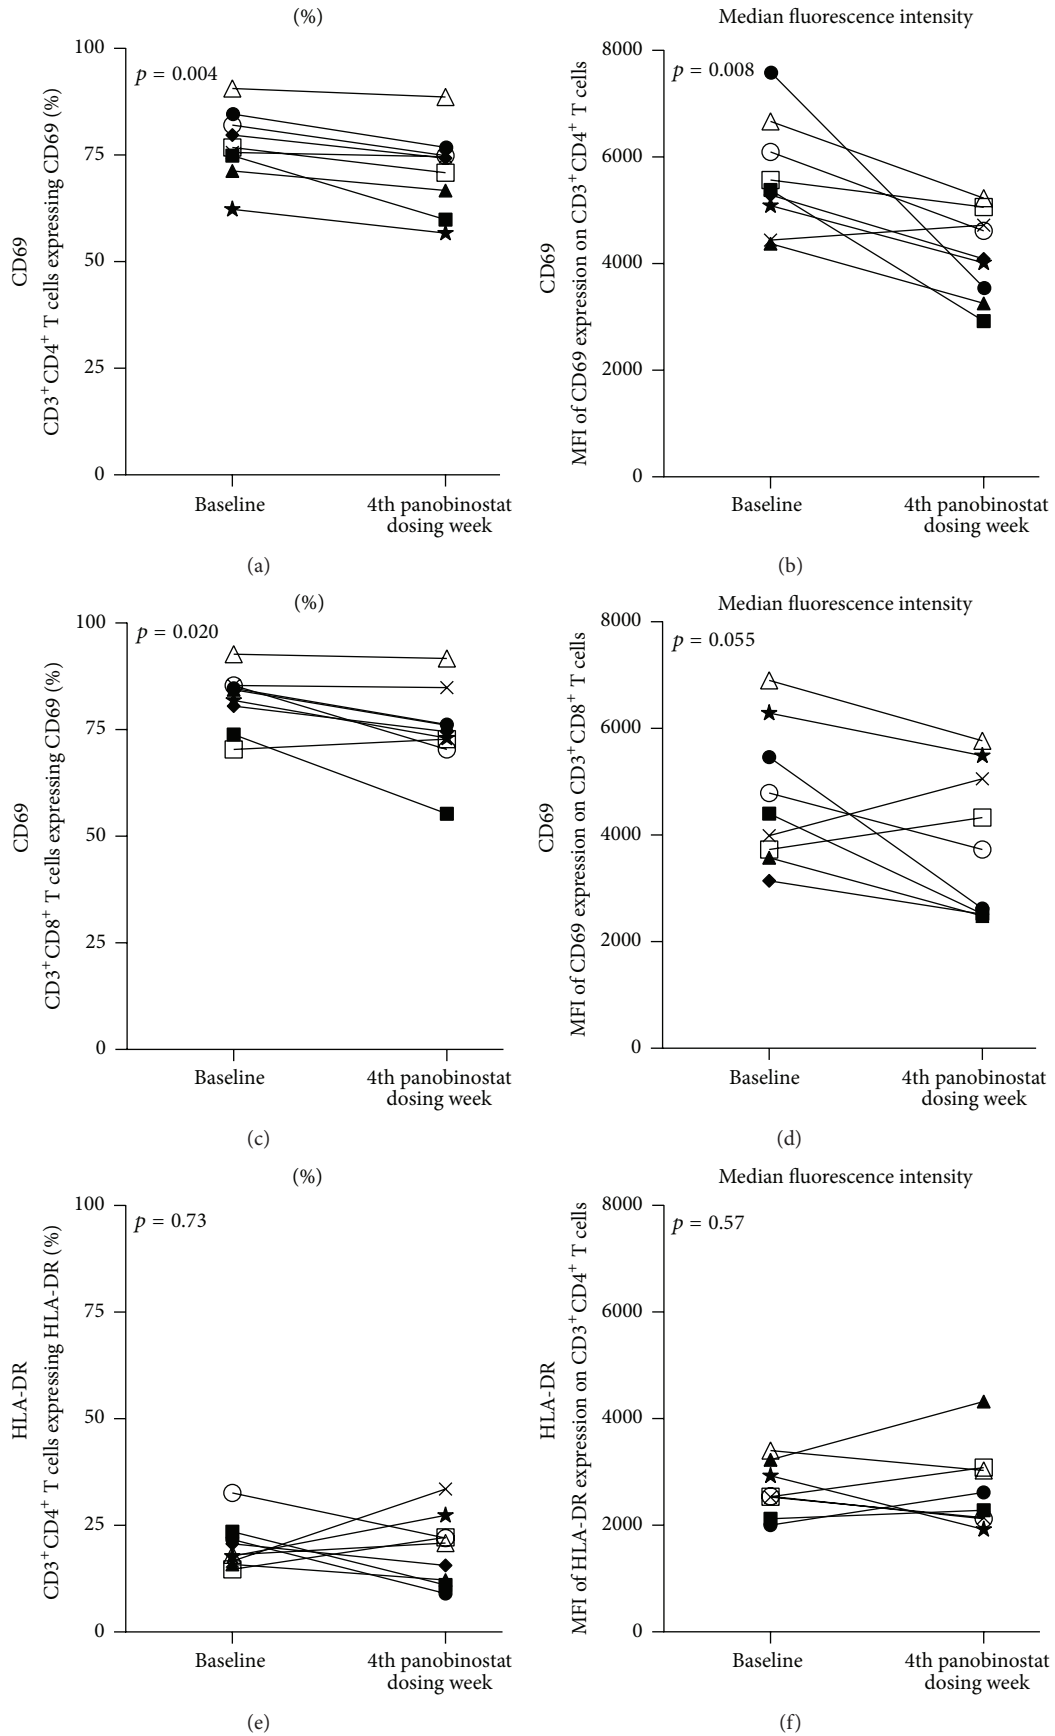 (%)
p = 0.004
100
75
50
25
0
CD69
CD3⁺CD4⁺ T cells expressing CD69 (%)
Baseline
4th panobinostat
dosing week
(a)
Median fluorescence intensity
p = 0.008
8000
6000
4000
2000
0
CD69
MFI of CD69 expression on CD3⁺CD4⁺ T cells
Baseline
4th panobinostat
dosing week
(b)
(%)
p = 0.020
100
75
50
25
0
CD69
CD3⁺CD8⁺ T cells expressing CD69 (%)
Baseline
4th panobinostat
dosing week
(c)
Median fluorescence intensity
p = 0.055
8000
6000
4000
2000
0
CD69
MFI of CD69 expression on CD3⁺CD8⁺ T cells
Baseline
4th panobinostat
dosing week
(d)
(%)
p = 0.73
100
75
50
25
0
HLA-DR
CD3⁺CD4⁺ T cells expressing HLA-DR (%)
Baseline
4th panobinostat
dosing week
(e)
Median fluorescence intensity
p = 0.57
8000
6000
4000
2000
0
HLA-DR
MFI of HLA-DR expression on CD3⁺CD4⁺ T cells
Baseline
4th panobinostat
dosing week
(f)